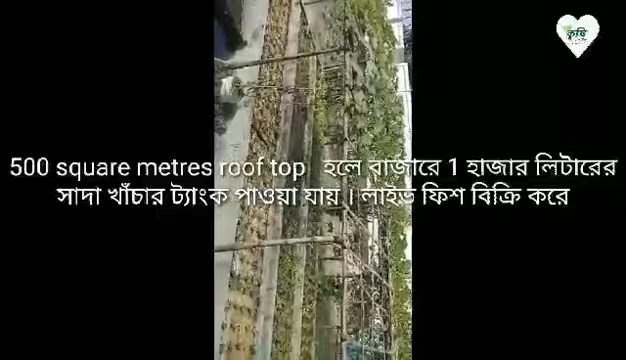 কৃষি
500 square metres roof top হলে বাজারে 1 হাজার লিটারের
সাদা খাঁচার ট্যাংক পাওয়া যায় । লাইভ ফিশ বিক্রি করে